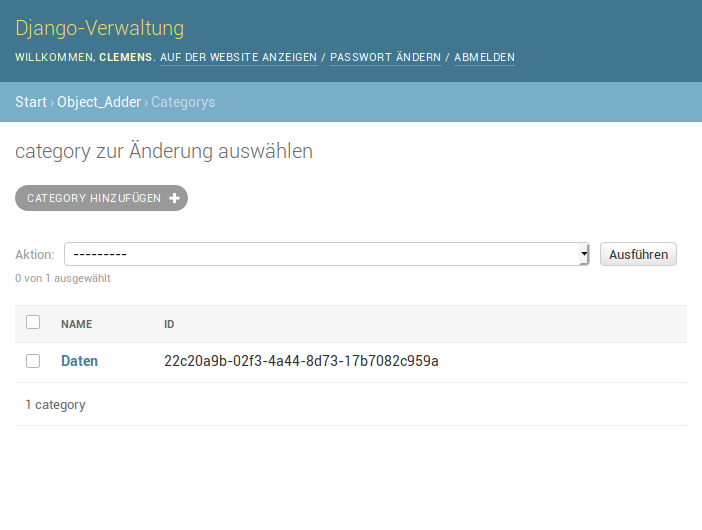 Django-Verwaltung
WILLKOMMEN, CLEMENS. AUF DER WEBSITE ANZEIGEN / PASSWORT ÄNDERN / ABMELDEN
Start › Object_Adder › Categorys
category zur Änderung auswählen
CATEGORY HINZUFÜGEN +
Aktion: --------- Ausführen
0 von 1 ausgewählt
NAME ID
Daten 22c20a9b-02f3-4a44-8d73-17b7082c959a
1 category